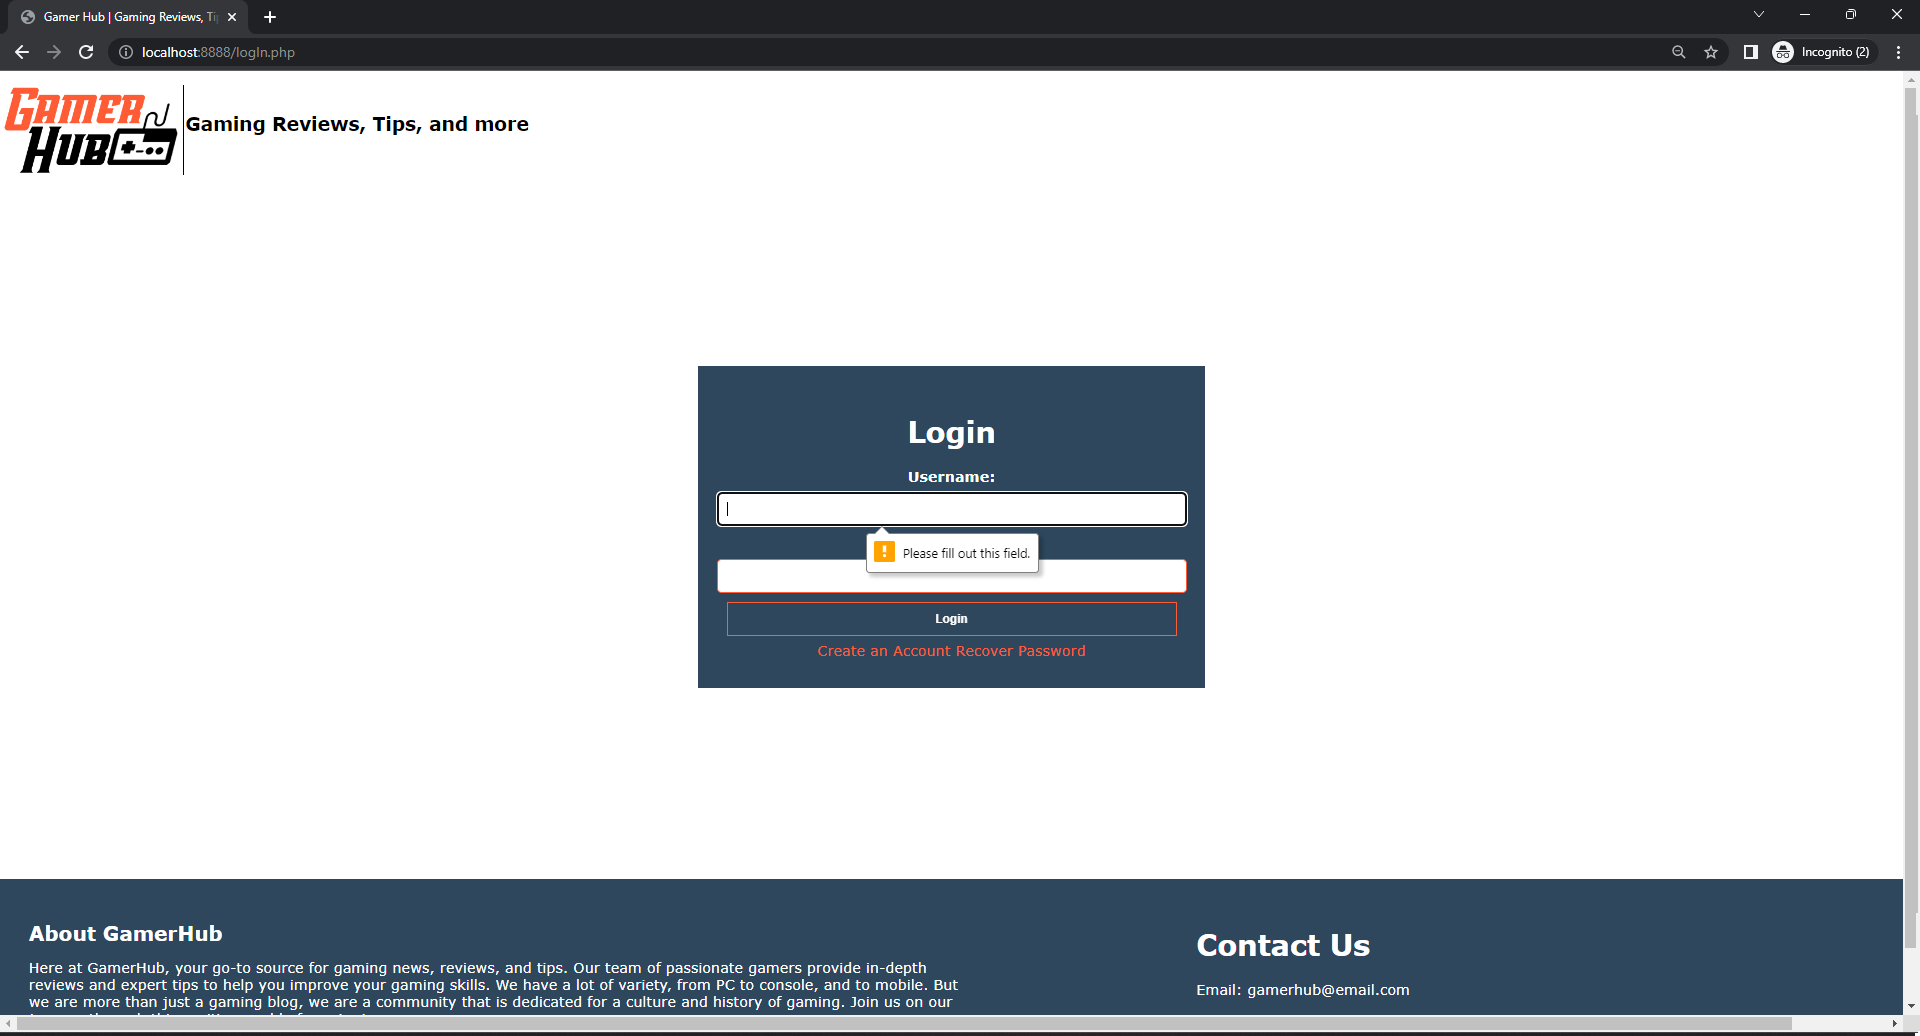 Gamer Hub | Gaming Reviews, Ti
localhost:8888/logIn.php
Incognito (2)
GAMER
HUB
Gaming Reviews, Tips, and more
Login
Username:
Please fill out this field.
Login
Create an Account Recover Password
About GamerHub
Here at GamerHub, your go-to source for gaming news, reviews, and tips. Our team of passionate gamers provide in-depth
reviews and expert tips to help you improve your gaming skills. We have a lot of variety, from PC to console, and to mobile. But
we are more than just a gaming blog, we are a community that is dedicated for a culture and history of gaming. Join us on our
Contact Us
Email: gamerhub@email.com